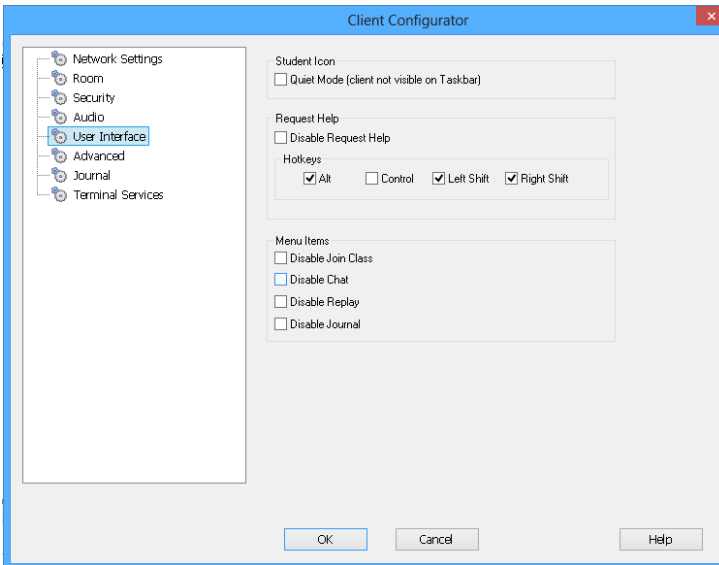 Client Configurator
Network Settings
Room
Security
Audio
User Interface
Advanced
Journal
Terminal Services
Student Icon
Quiet Mode (client not visible on Taskbar)
Request Help
Disable Request Help
Hotkeys
Alt Control Left Shift Right Shift
Menu Items
Disable Join Class
Disable Chat
Disable Replay
Disable Journal
OK Cancel Help